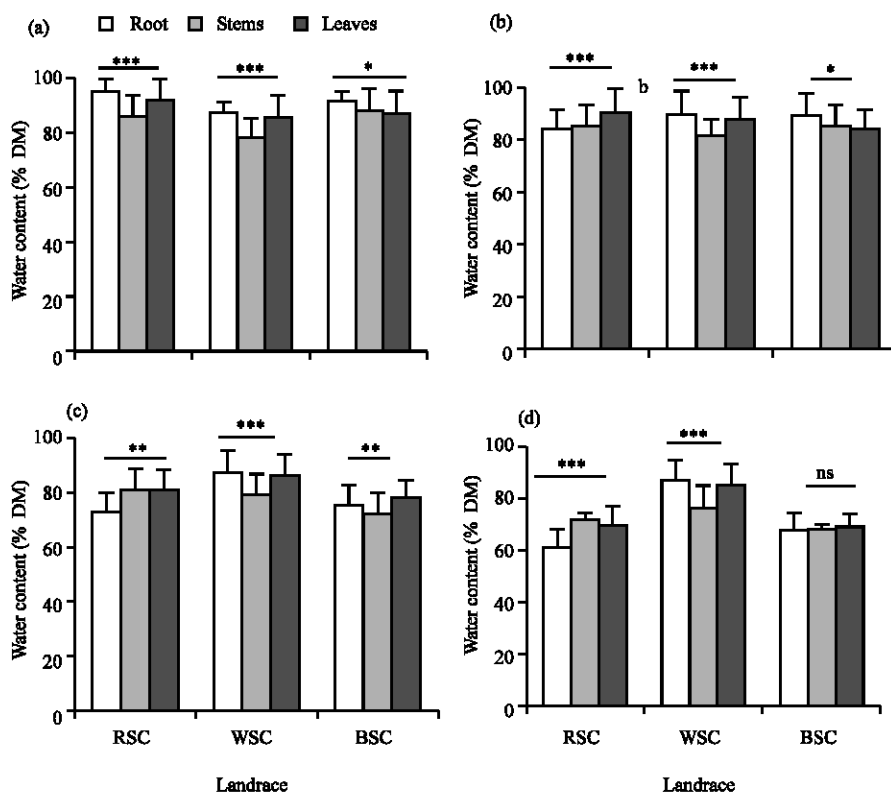 (a) Root Stems Leaves
*** *** *
Water content (% DM)
100
80
60
40
20
0
(b)
*** b *** *
Water content (% DM)
100
80
60
40
20
0
(c)
** *** **
Water content (% DM)
100
80
60
40
20
0
RSC WSC BSC
Landrace
(d)
*** *** ns
Water content (% DM)
100
80
60
40
20
0
RSC WSC BSC
Landrace